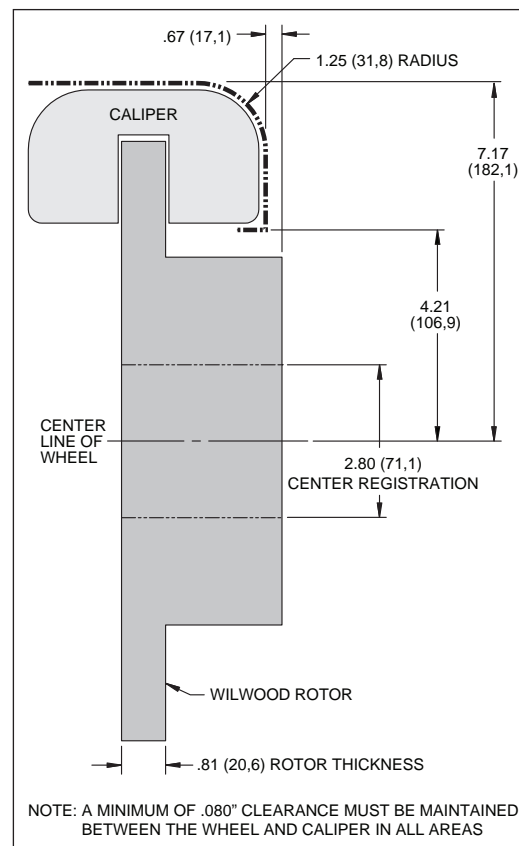 .67 (17,1)
1.25 (31,8) RADIUS
CALIPER
7.17
(182,1)
4.21
(106,9)
CENTER
LINE OF
WHEEL
2.80 (71,1)
CENTER REGISTRATION
WILWOOD ROTOR
.81 (20,6) ROTOR THICKNESS
NOTE: A MINIMUM OF .080" CLEARANCE MUST BE MAINTAINED
BETWEEN THE WHEEL AND CALIPER IN ALL AREAS